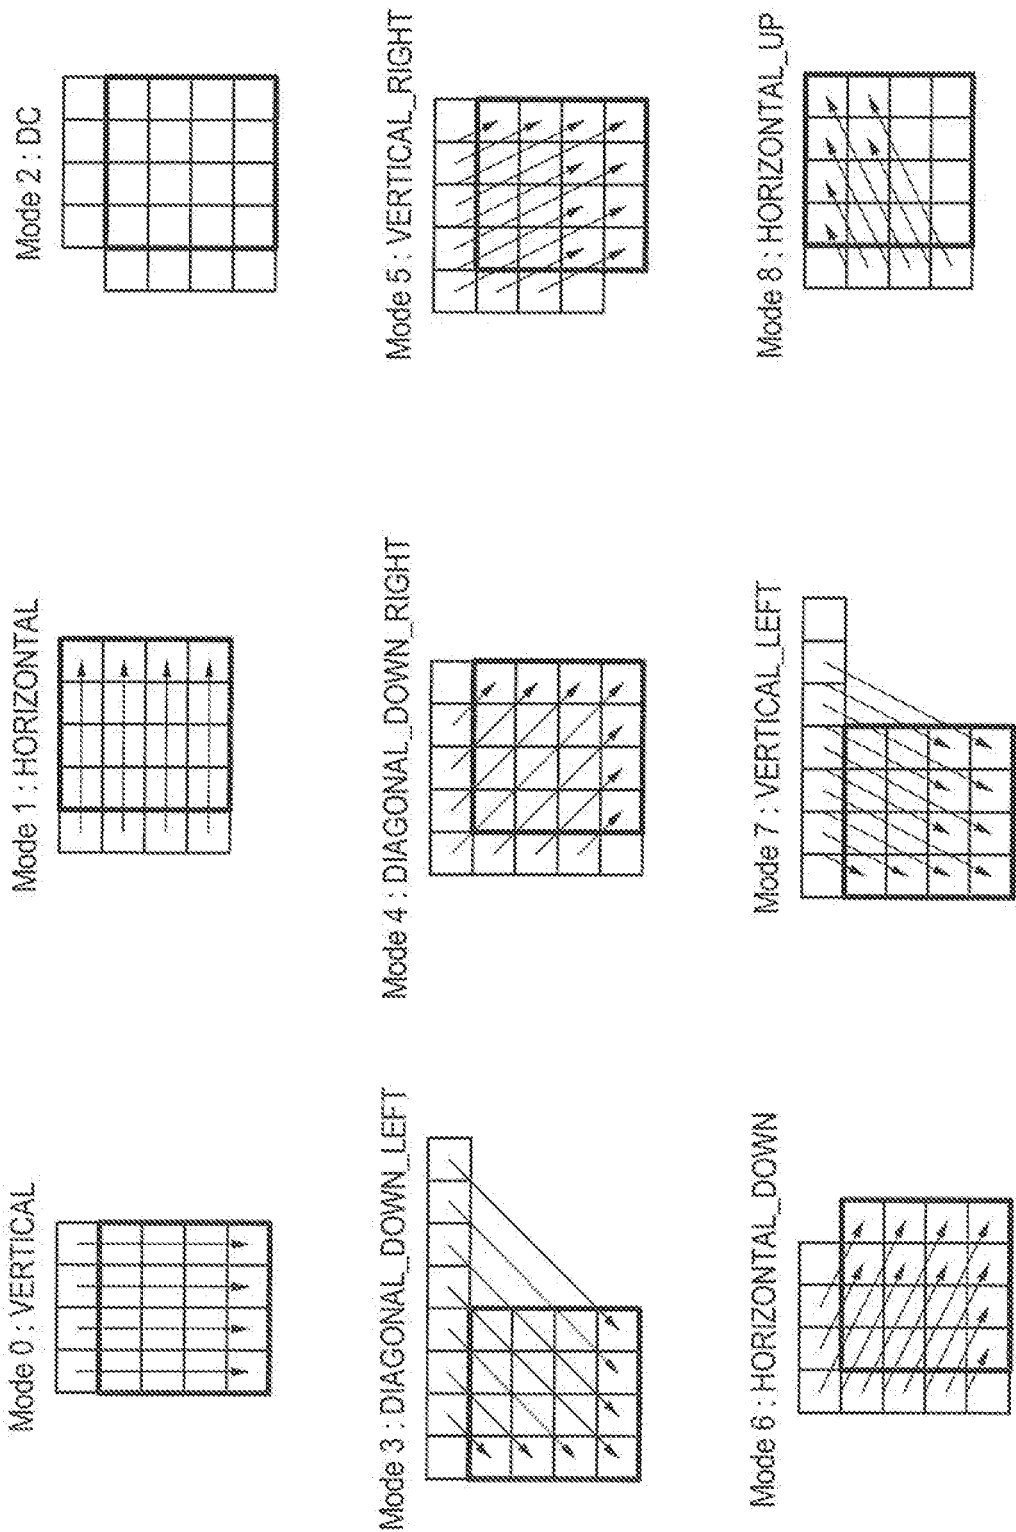 Mode 0 : VERTICAL
Mode 1 : HORIZONTAL
Mode 2 : DC
Mode 3 : DIAGONAL_DOWN_LEFT
Mode 4 : DIAGONAL_DOWN_RIGHT
Mode 5 : VERTICAL_RIGHT
Mode 6 : HORIZONTAL_DOWN
Mode 7 : VERTICAL_LEFT
Mode 8 : HORIZONTAL_UP